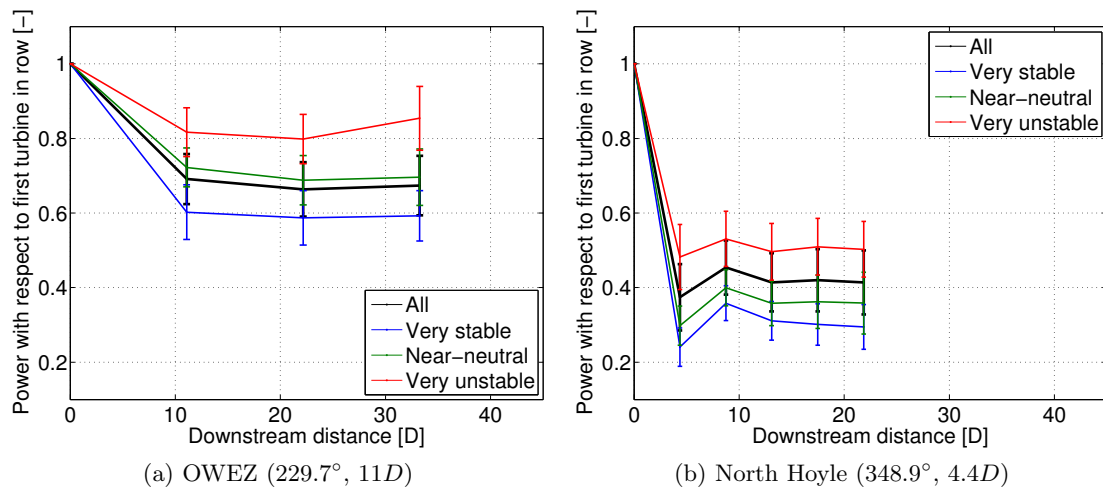 Power with respect to first turbine in row [−]
1
0.8
0.6
0.4
0.2
0
10
20
30
40
Downstream distance [D]
All
Very stable
Near−neutral
Very unstable
(a) OWEZ (229.7°, 11D)
Power with respect to first turbine in row [−]
1
0.8
0.6
0.4
0.2
0
10
20
30
40
Downstream distance [D]
All
Very stable
Near−neutral
Very unstable
(b) North Hoyle (348.9°, 4.4D)